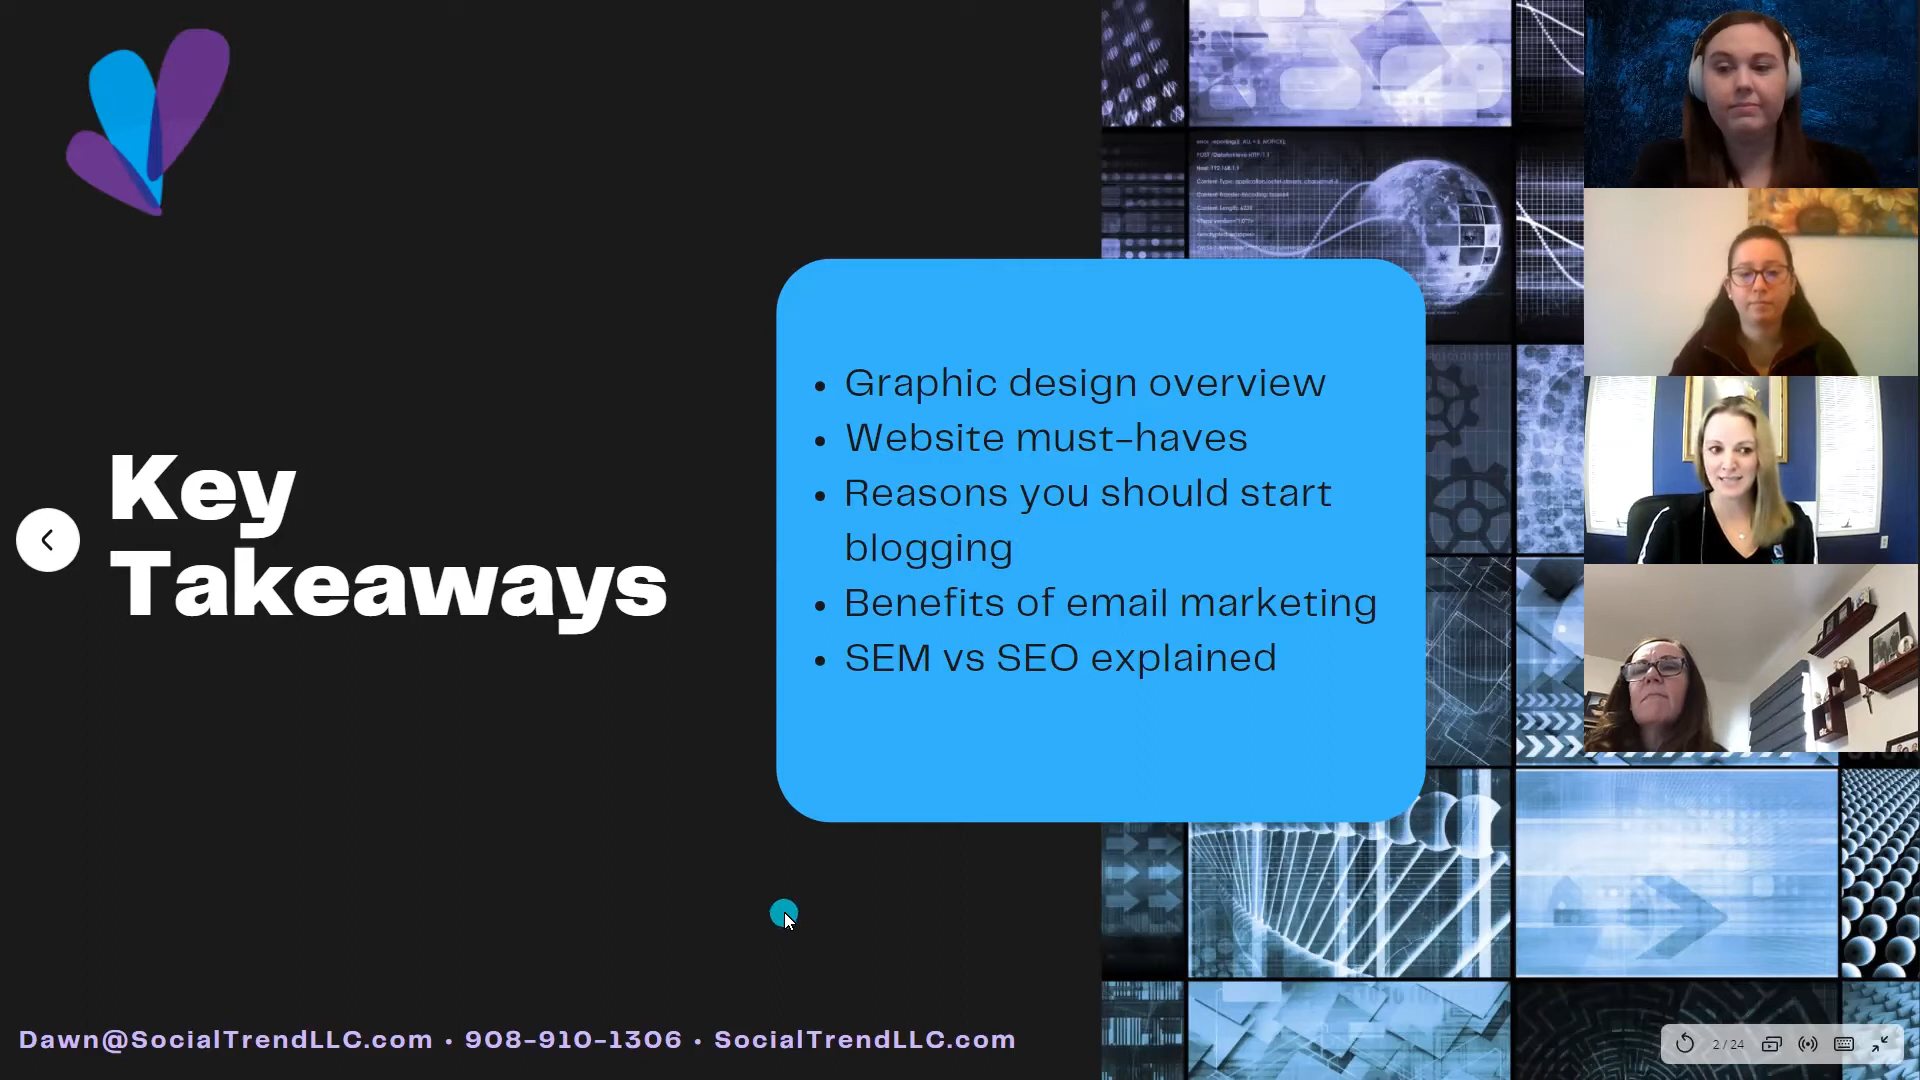 Key
Takeaways
• Graphic design overview
• Website must-haves
• Reasons you should start
blogging
• Benefits of email marketing
• SEM vs SEO explained
Dawn@SocialTrendLLC.com • 908-910-1306 • SocialTrendLLC.com
2 / 24